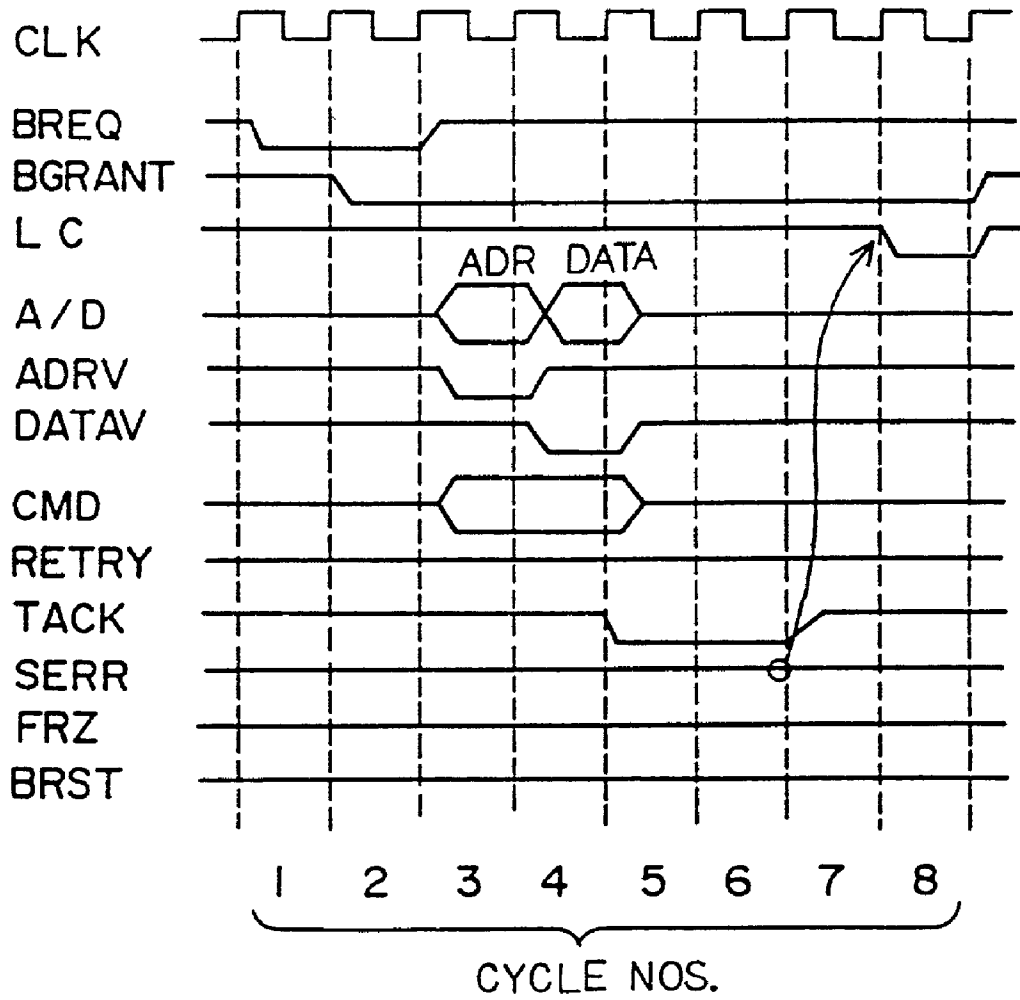 CLK
BREQ
BGRANT
LC
ADR DATA
A/D
ADRV
DATAV
CMD
RETRY
TACK
SERR
FRZ
BRST
1 2 3 4 5 6 7 8
CYCLE NOS.